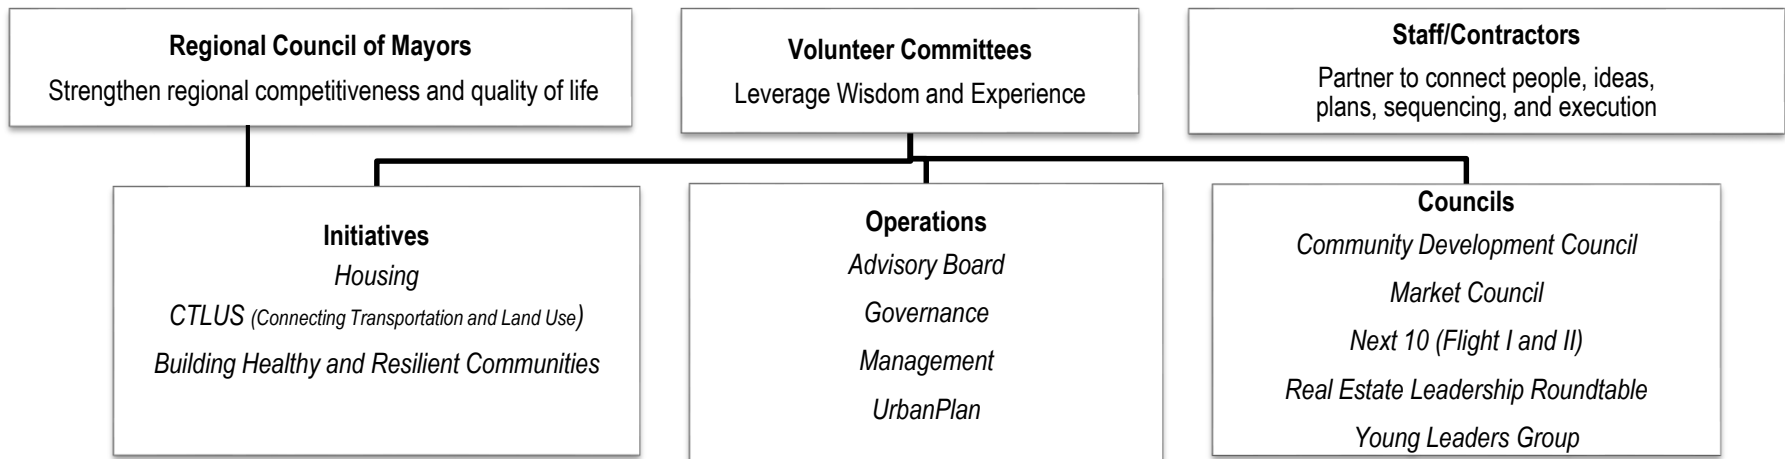 Regional Council of Mayors
Strengthen regional competitiveness and quality of life
Volunteer Committees
Leverage Wisdom and Experience
Staff/Contractors
Partner to connect people, ideas,
plans, sequencing, and execution
Initiatives
Housing
CTLUS (Connecting Transportation and Land Use)
Building Healthy and Resilient Communities
Operations
Advisory Board
Governance
Management
UrbanPlan
Councils
Community Development Council
Market Council
Next 10 (Flight I and II)
Real Estate Leadership Roundtable
Young Leaders Group